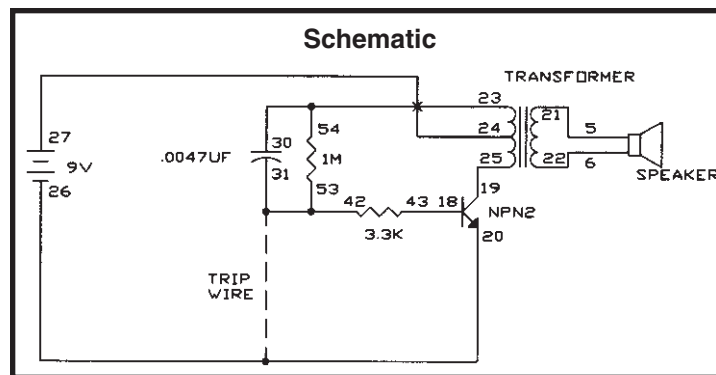 Schematic
TRANSFORMER
23
21
27
30
54
24
5
.0047UF
1M
9V
31
25
22
6
26
53
19
SPEAKER
42
43
18
NPN2
3.3K
20
TRIP
WIRE